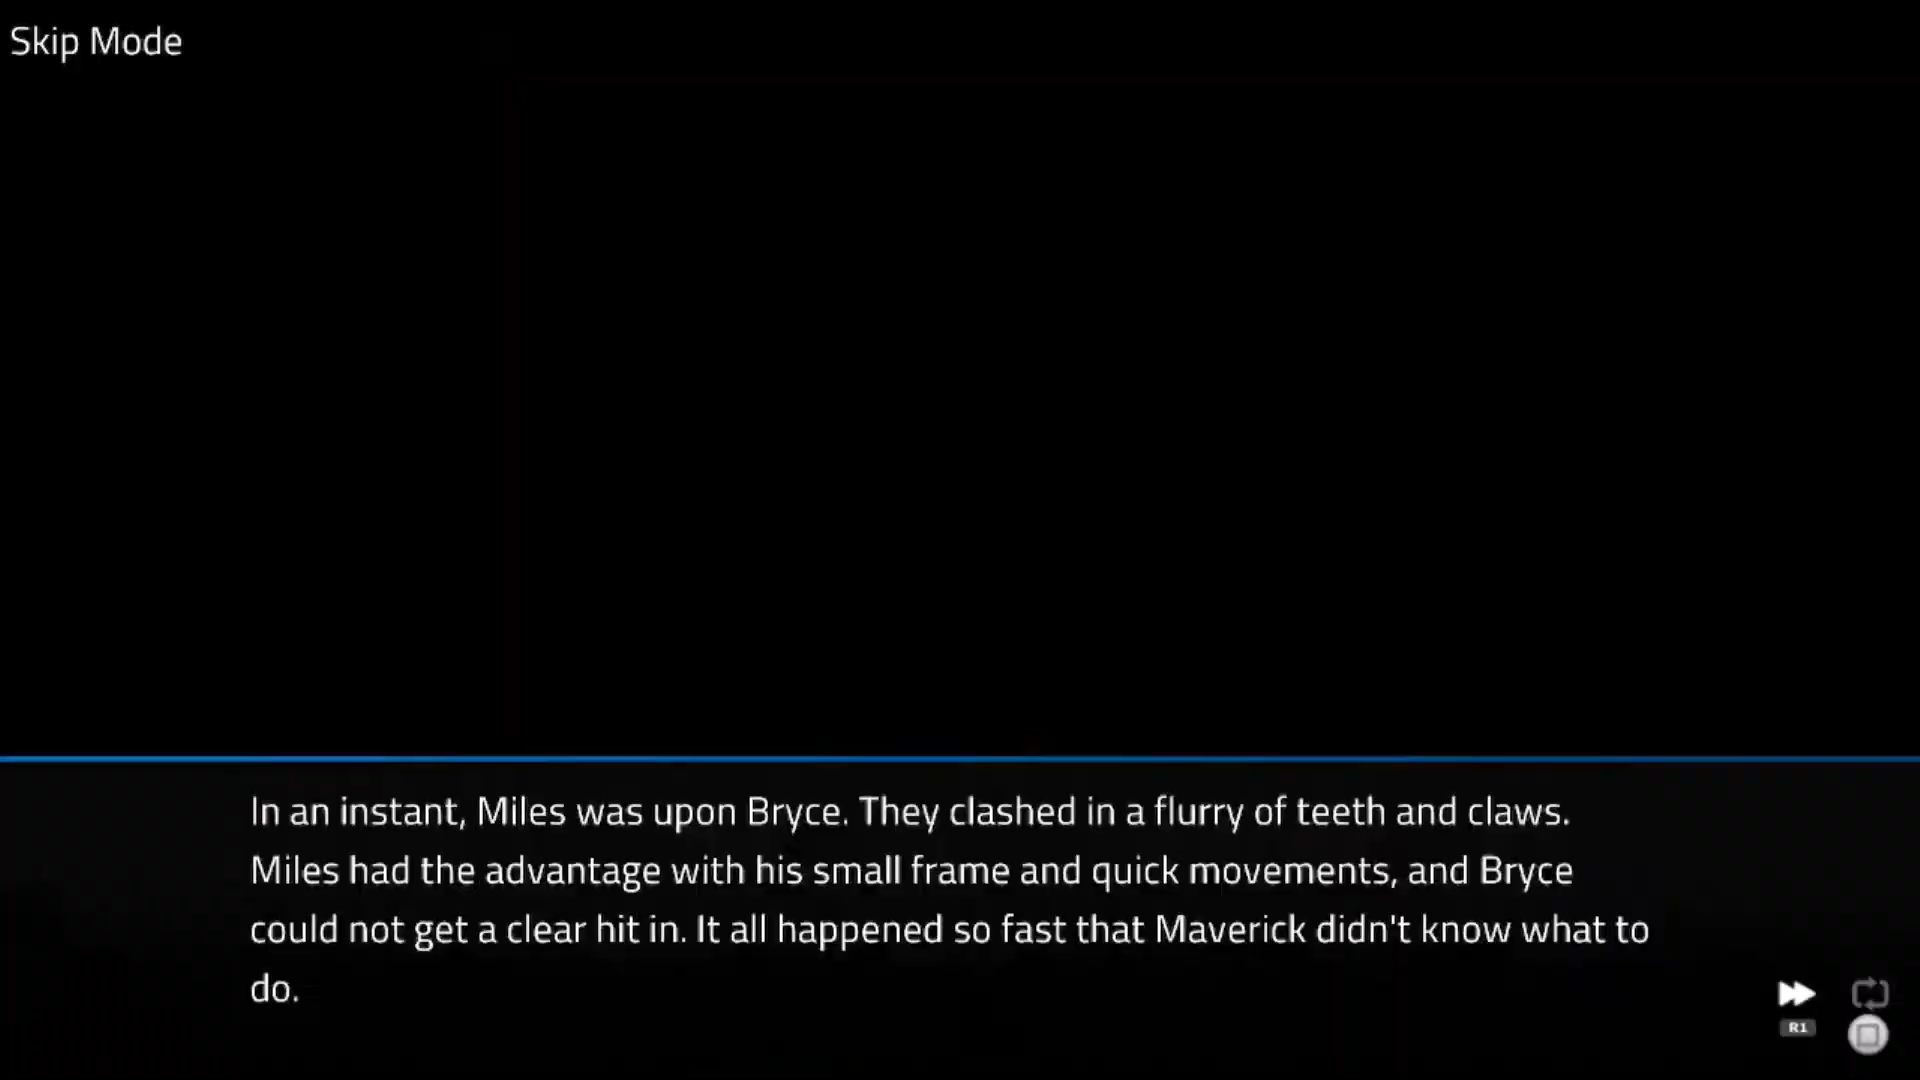 Skip Mode
In an instant, Miles was upon Bryce. They clashed in a flurry of teeth and claws.
Miles had the advantage with his small frame and quick movements, and Bryce
could not get a clear hit in. It all happened so fast that Maverick didn't know what to
do.
R1